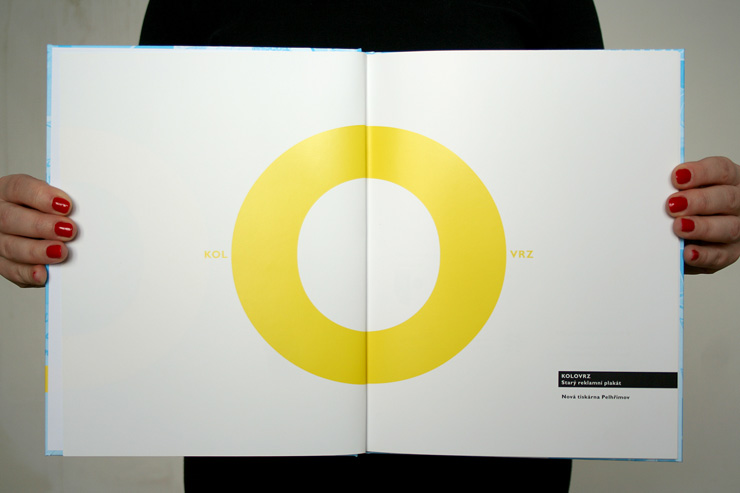 KOL O VRZ
KOLOVRZ
Starý reklamní plakát
Nová tiskárna Pelhřimov